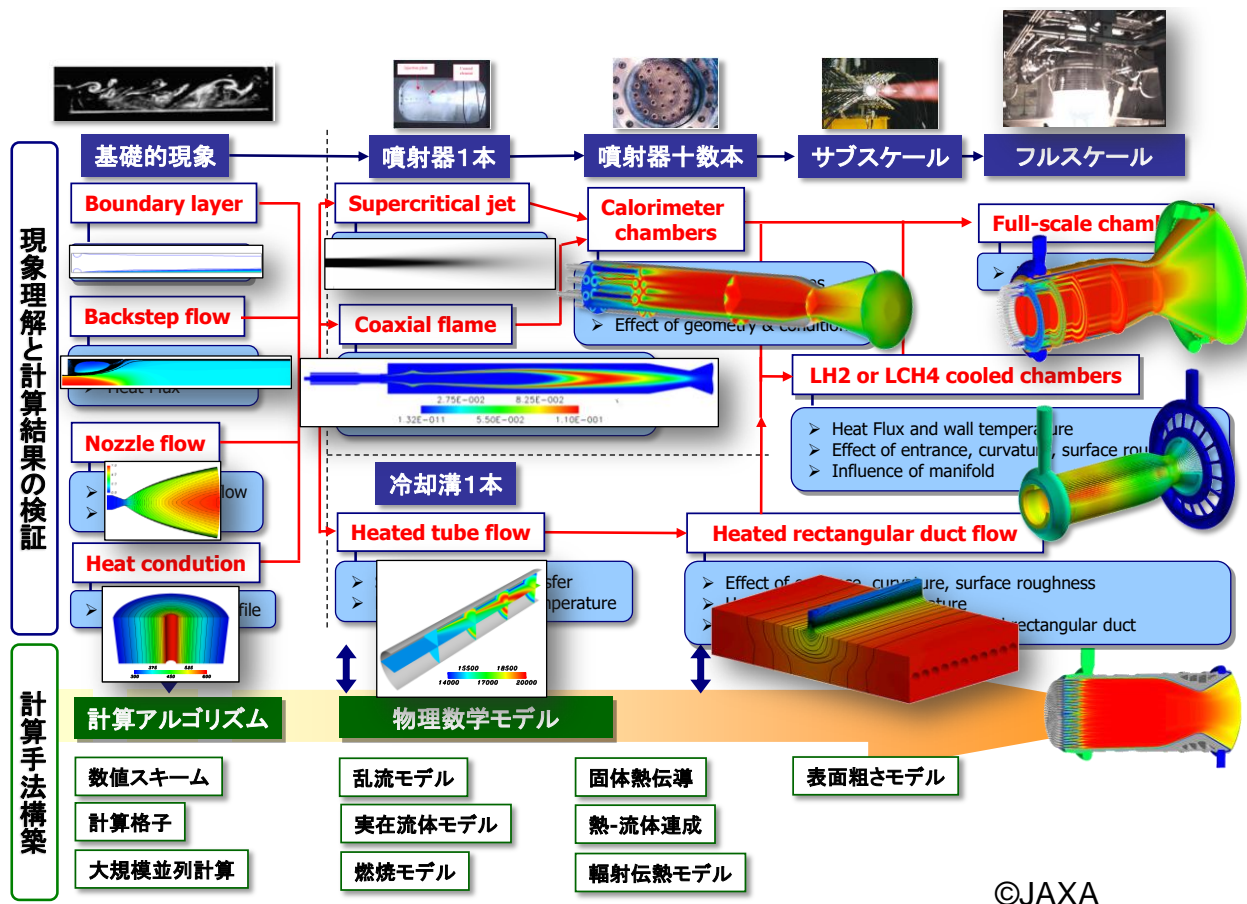 現象理解と計算結果の検証
基礎的現象
噴射器1本
噴射器十数本
サブスケール
フルスケール
Boundary layer
Supercritical jet
Calorimeter
chambers
Full-scale chamb
Backstep flow
Coaxial flame
Effect of geometry & condition
Heat Flux
2.75E-002
8.25E-002
1.32E-011
5.50E-002
1.10E-001
LH2 or LCH4 cooled chambers
Heat Flux and wall temperature
Effect of entrance, curvature, surface rou
Influence of manifold
Nozzle flow
low
冷却溝1本
Heated tube flow
sfer
mperature
Heated rectangular duct flow
Effect of, curvature, surface roughness
ature
rectangular duct
Heat condution
file
375
525
300
450
600
15500
18500
14000
17000
20000
計算手法構築
計算アルゴリズム
物理数学モデル
数値スキーム
乱流モデル
固体熱伝導
表面粗さモデル
計算格子
実在流体モデル
熱-流体連成
大規模並列計算
燃焼モデル
輻射伝熱モデル
©JAXA